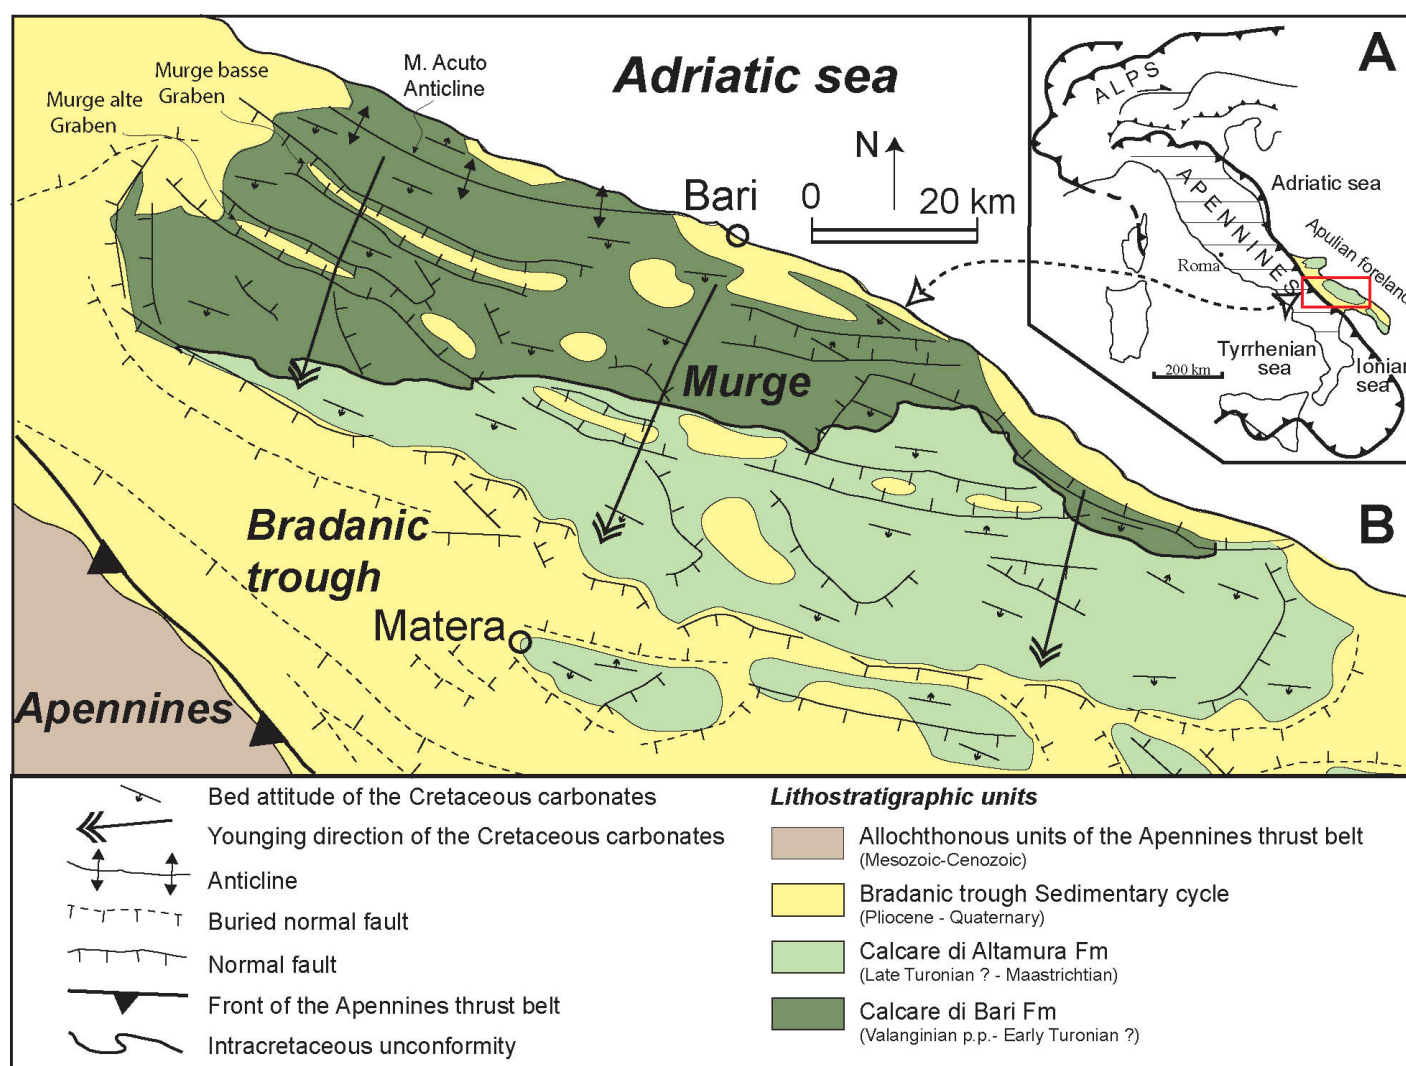 Murge alte
Graben
Murge basse
Graben
M. Acuto
Anticline
Adriatic sea
N
Bari
0
20 km
Murge
Bradanic
trough
Matera
Apennines
B
A
ALPS
APENNINES
Adriatic sea
Apulian foreland
Roma
Tyrrhenian
sea
Ionian
sea
200 km
Bed attitude of the Cretaceous carbonates
Younging direction of the Cretaceous carbonates
Anticline
Buried normal fault
Normal fault
Front of the Apennines thrust belt
Intracretaceous unconformity
Lithostratigraphic units
Allochthonous units of the Apennines thrust belt
(Mesozoic-Cenozoic)
Bradanic trough Sedimentary cycle
(Pliocene - Quaternary)
Calcare di Altamura Fm
(Late Turonian ? - Maastrichtian)
Calcare di Bari Fm
(Valanginian p.p.- Early Turonian ?)